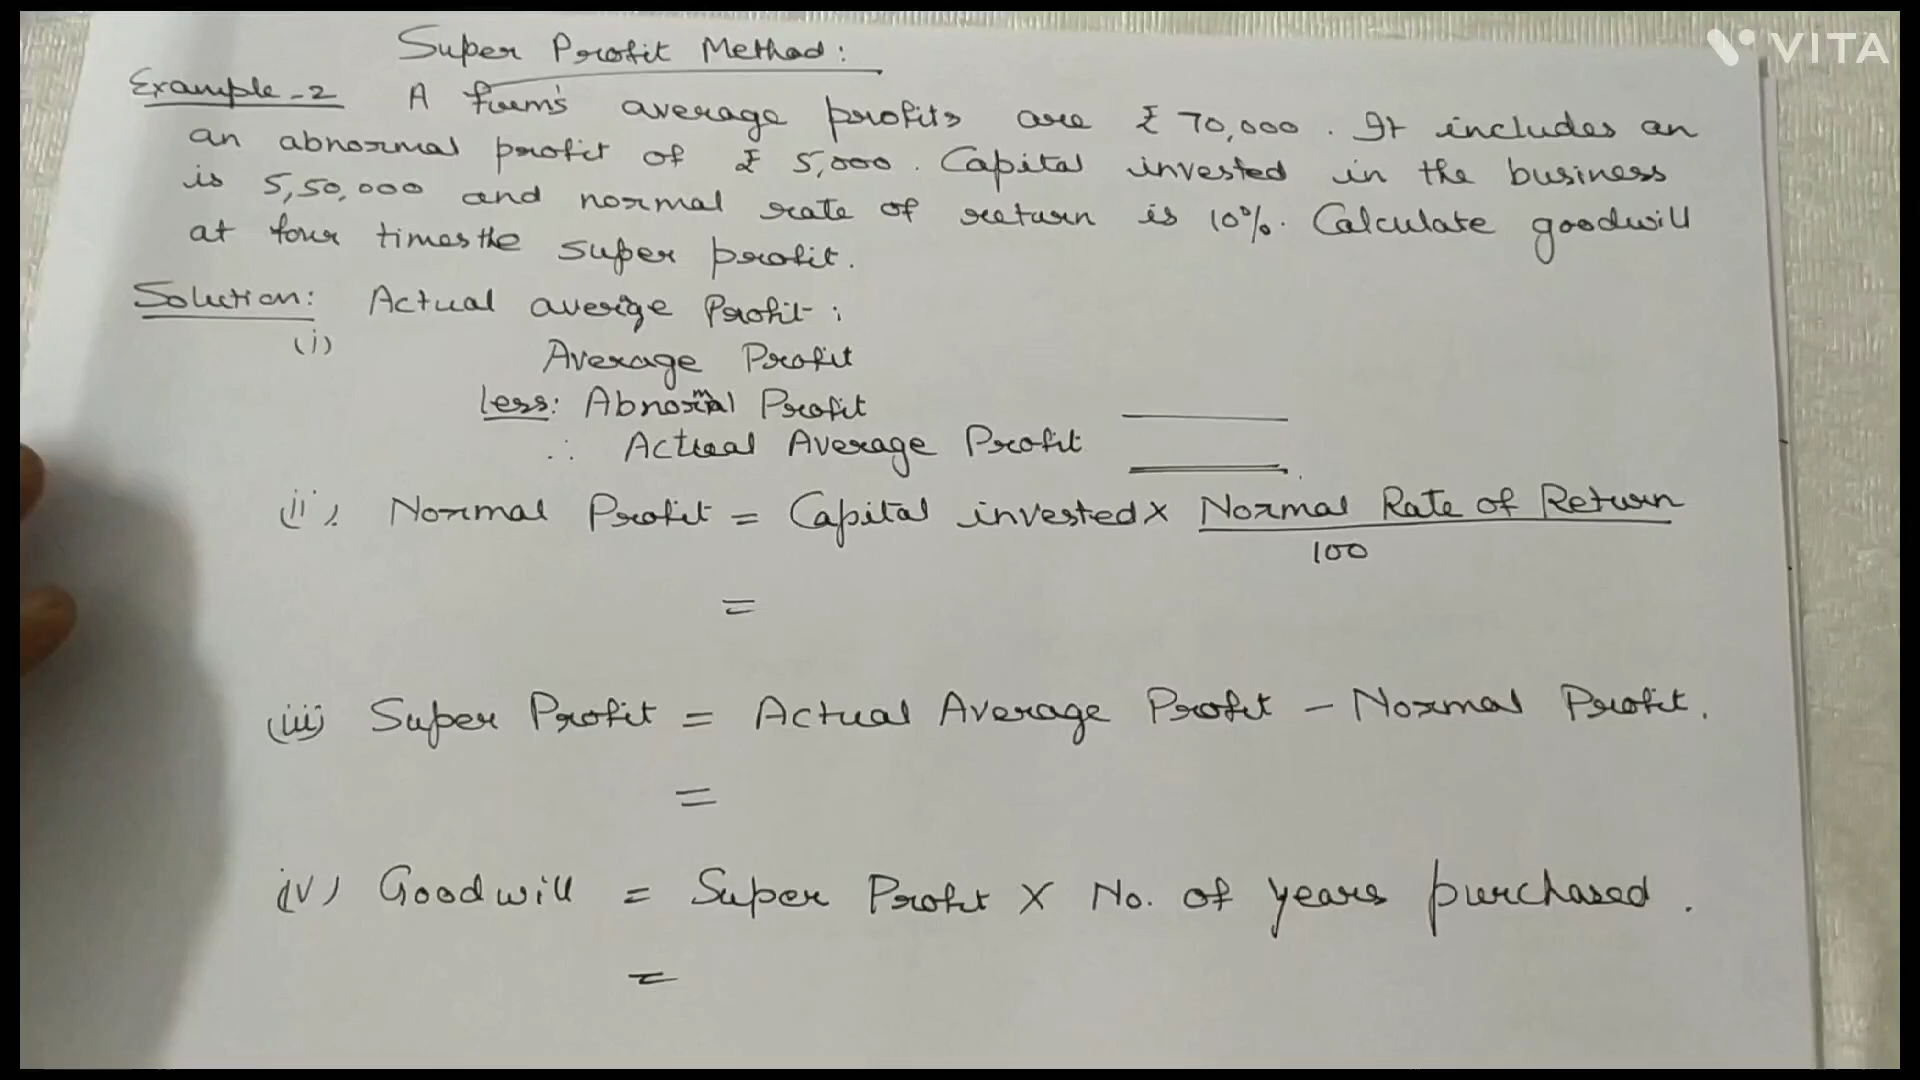 VITA
Super Profit Method:
Example-2 A firm's average profits are ₹ 70,000. It includes an
an abnormal profit of ₹ 5,000. Capital invested in the business
is 5,50,000 and normal rate of return is 10%. Calculate goodwill
at four times the super profit.
Solution: Actual average Profit:
(i)
Average Profit
Less: Abnormal Profit
∴ Actual Average Profit
(ii). Normal Profit = Capital invested × Normal Rate of Return
100
=
(iii) Super Profit = Actual Average Profit – Normal Profit.
=
(iv) Goodwill = Super Profit × No. of years purchased.
=